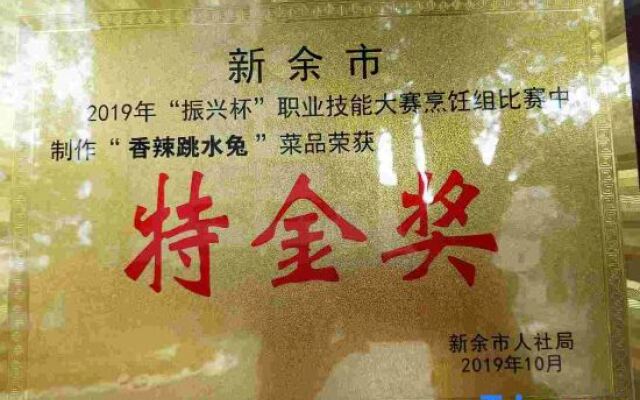 新余市
2019年“振兴杯”职业技能大赛烹饪组比赛中
制作“香辣跳水兔”菜品荣获
特金奖
新余市人社局
2019年10月